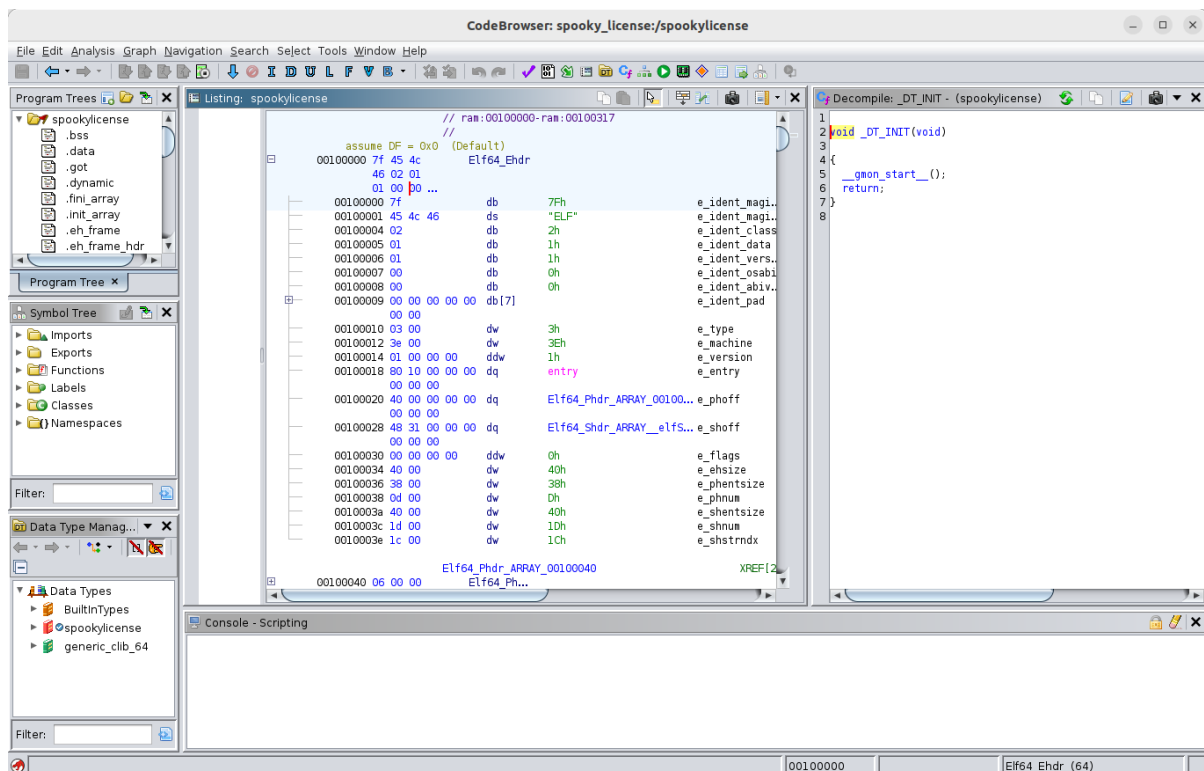 CodeBrowser: spooky_license:/spookylicense
File Edit Analysis Graph Navigation Search Select Tools Window Help
I D U L F V B
Program Trees
spookylicense
.bss
.data
.got
.dynamic
.fini_array
.init_array
.eh_frame
.eh_frame_hdr
Program Tree
Symbol Tree
Imports
Exports
Functions
Labels
Classes
Namespaces
Filter:
Data Type Manag...
Data Types
BuiltInTypes
spookylicense
generic_clib_64
Filter:
Listing: spookylicense
// ram:00100000-ram:00100317
//
assume DF = 0x0 (Default)
00100000 7f 45 4c Elf64_Ehdr
46 02 01
01 00 00 ...
00100000 7f db 7Fh e_ident_magi..
00100001 45 4c 46 ds "ELF" e_ident_magi..
00100004 02 db 2h e_ident_class
00100005 01 db 1h e_ident_data
00100006 01 db 1h e_ident_vers..
00100007 00 db 0h e_ident_osabi
00100008 00 db 0h e_ident_abiv..
00100009 00 00 00 00 00 db[7] e_ident_pad
00 00
00100010 03 00 dw 3h e_type
00100012 3e 00 dw 3Eh e_machine
00100014 01 00 00 00 ddw 1h e_version
00100018 80 10 00 00 00 dq entry e_entry
00 00 00
00100020 40 00 00 00 00 dq Elf64_Phdr_ARRAY_00100... e_phoff
00 00 00
00100028 48 31 00 00 00 dq Elf64_Shdr_ARRAY__elfS... e_shoff
00 00 00
00100030 00 00 00 00 ddw 0h e_flags
00100034 40 00 dw 40h e_ehsize
00100036 38 00 dw 38h e_phentsize
00100038 0d 00 dw Dh e_phnum
0010003a 40 00 dw 40h e_shentsize
0010003c 1d 00 dw 1Dh e_shnum
0010003e 1c 00 dw 1Ch e_shstrndx
Elf64_Phdr_ARRAY_00100040 XREF[2
00100040 06 00 00 Elf64_Ph...
Decompile: _DT_INIT - (spookylicense)
1
2 void _DT_INIT(void)
3
4 {
5 __gmon_start__();
6 return;
7 }
8
Console - Scripting
00100000
Elf64_Ehdr (64)